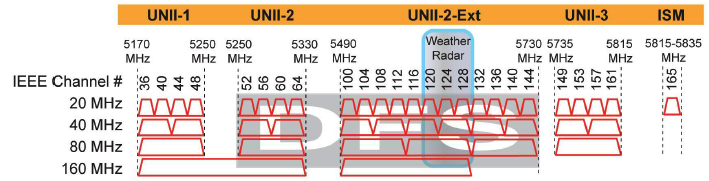 UNII-1 UNII-2 UNII-2-Ext UNII-3 ISM
5170 MHz 5250 MHz 5250 MHz 5330 MHz 5490 MHz Weather Radar 5730 MHz 5735 MHz 5815 MHz 5815-5835 MHz
IEEE Channel # 36 40 44 48 52 56 60 64 100 104 108 112 116 120 124 128 132 136 140 144 149 153 157 161 165
20 MHz
40 MHz
80 MHz
160 MHz
DFS